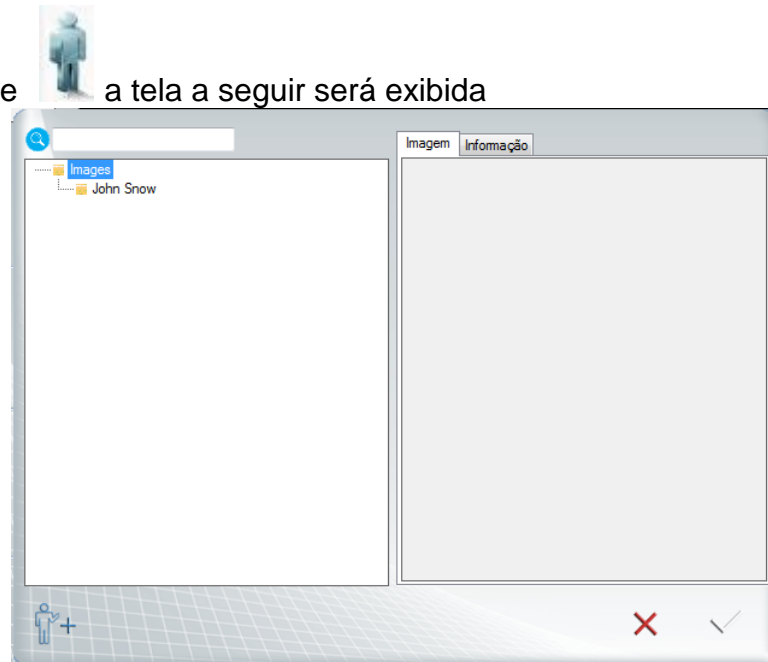 e a tela a seguir será exibida
Imagem Informação
Images
John Snow